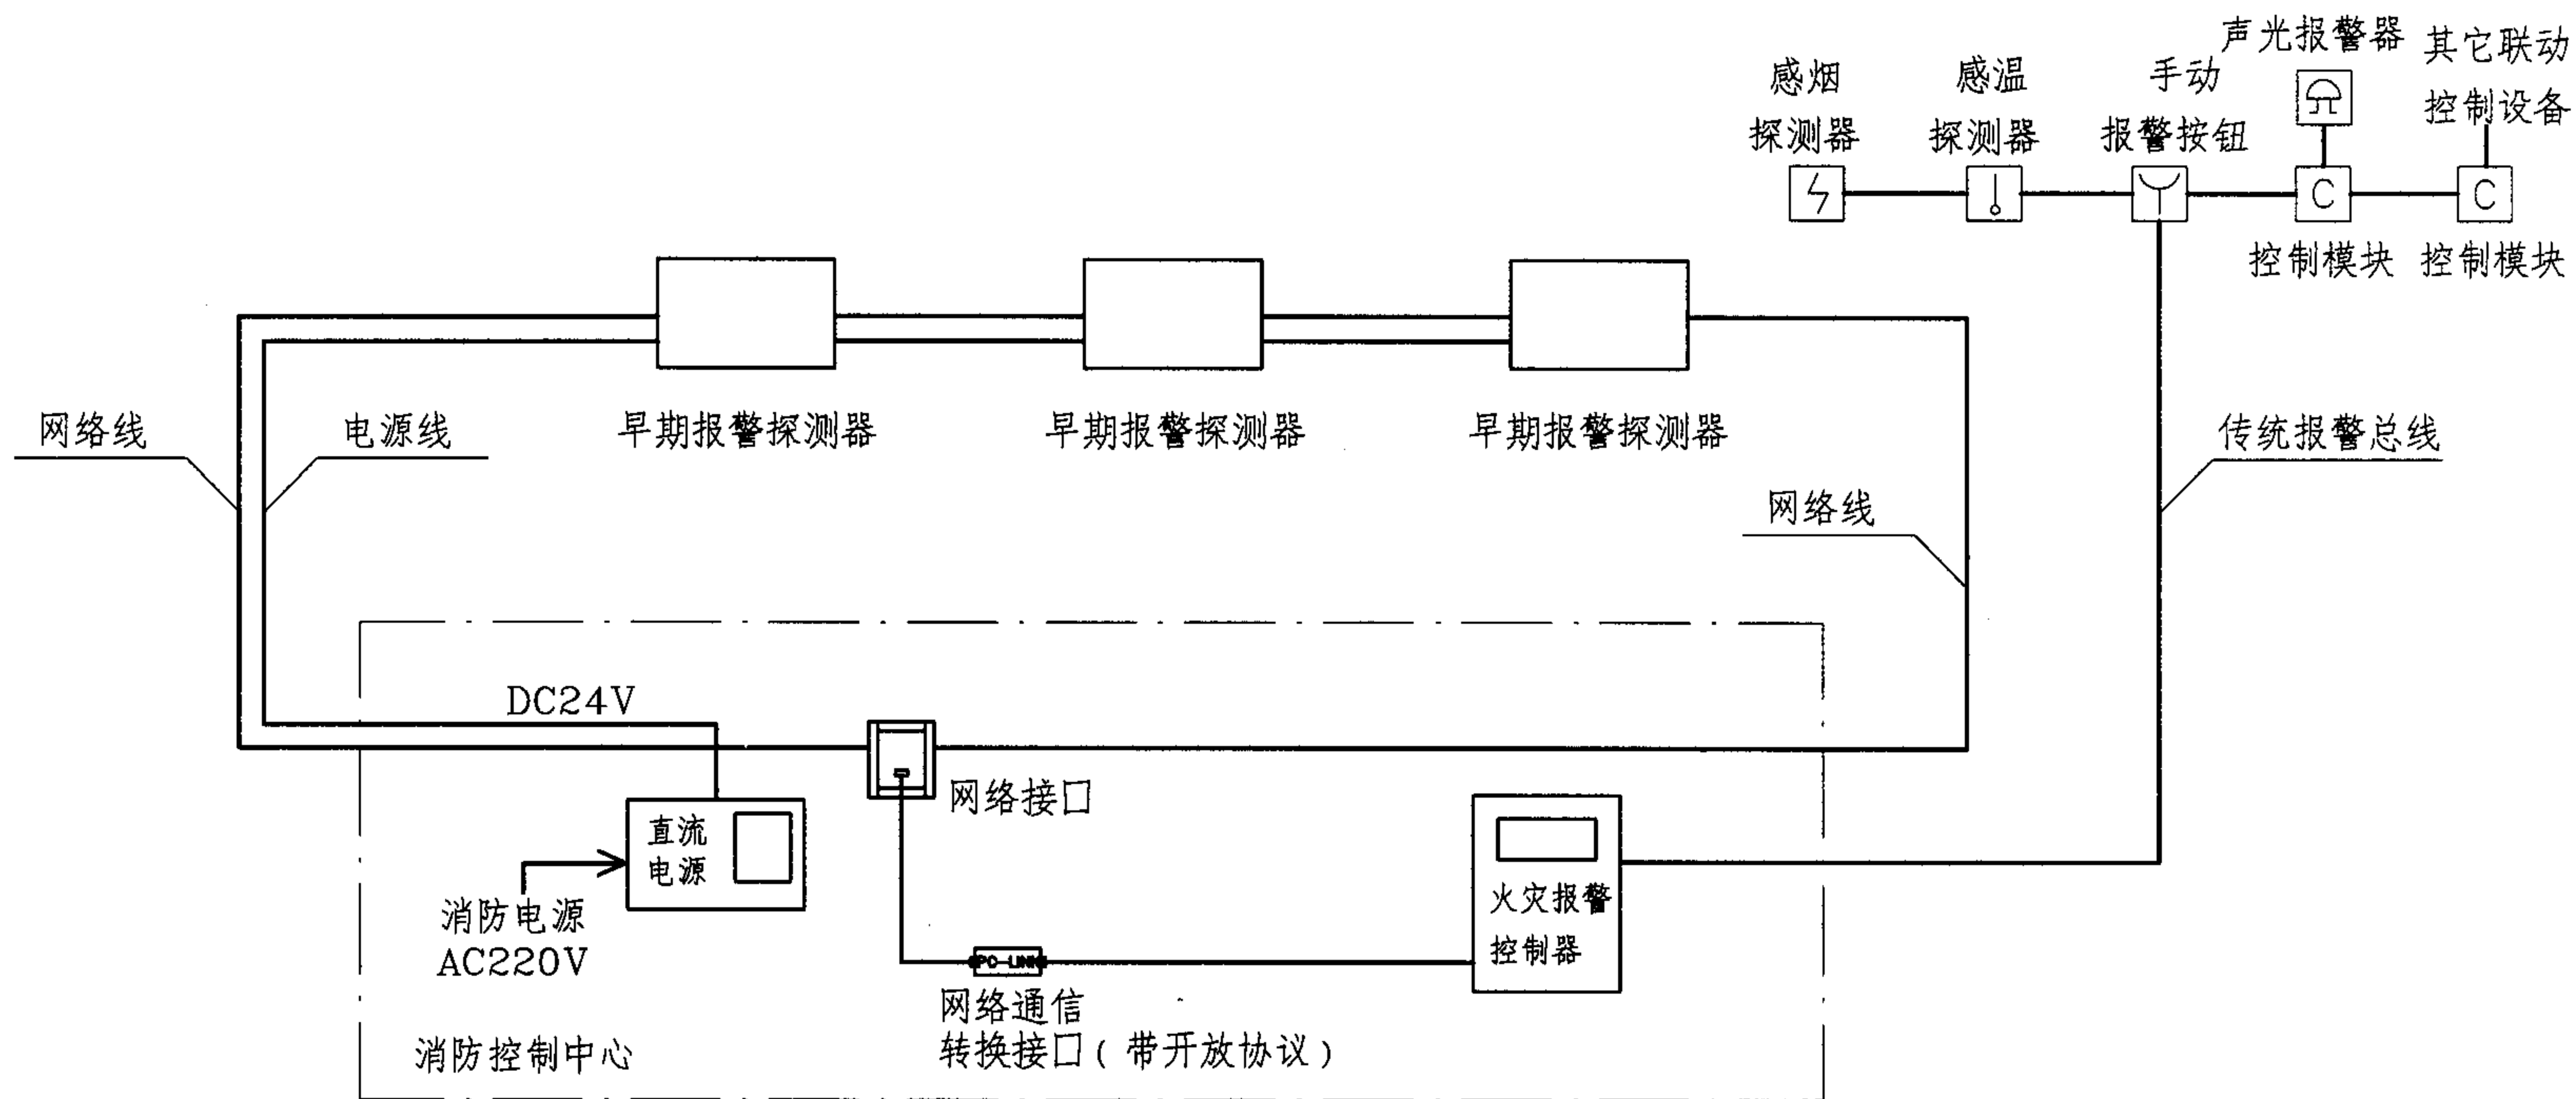 声光报警器
其它联动
控制设备
感烟
探测器
感温
探测器
手动
报警按钮
C
C
控制模块
控制模块
网络线
电源线
早期报警探测器
早期报警探测器
早期报警探测器
传统报警总线
网络线
DC24V
网络接口
直流
电源
消防电源
AC220V
火灾报警
控制器
PC-LINK
网络通信
转换接口(带开放协议)
消防控制中心